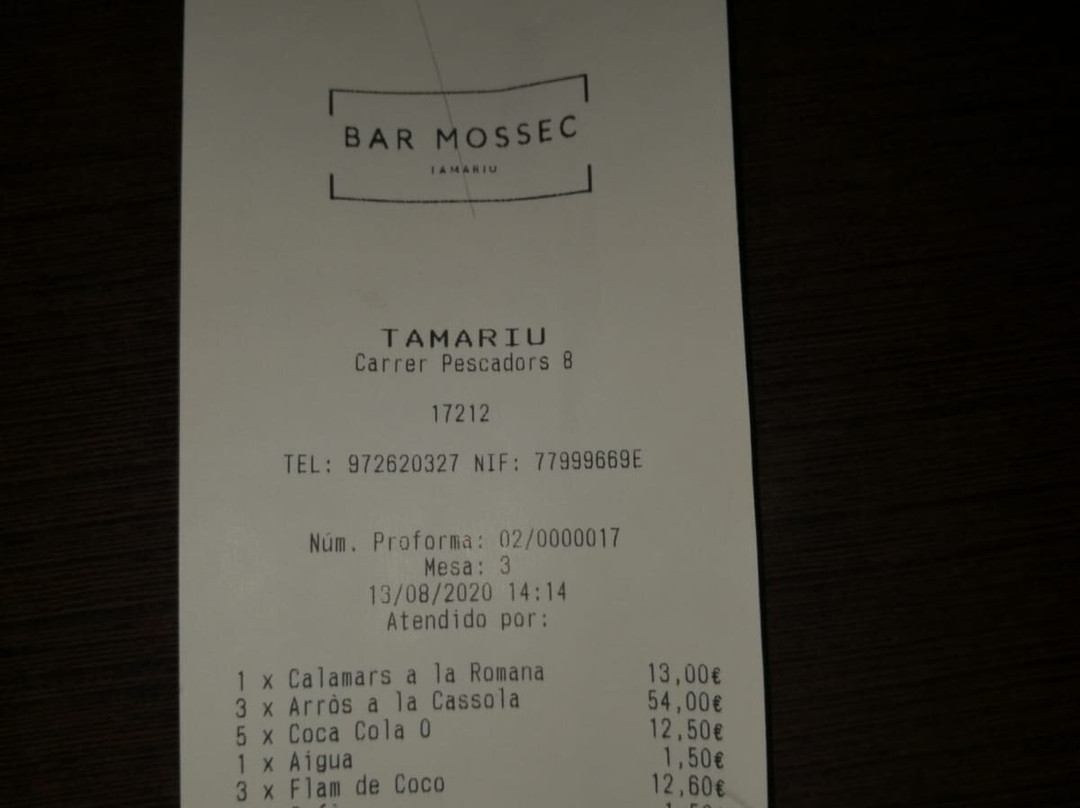 BAR MOSSEC
TAMARIU
TAMARIU
Carrer Pescadors 8
17212
TEL: 972620327 NIF: 77999669E
Núm. Proforma: 02/0000017
Mesa: 3
13/08/2020 14:14
Atendido por:
1 x Calamars a la Romana 13,00€
3 x Arròs a la Cassola 54,00€
5 x Coca Cola 0 12,50€
1 x Aigua 1,50€
3 x Flam de Coco 12,60€